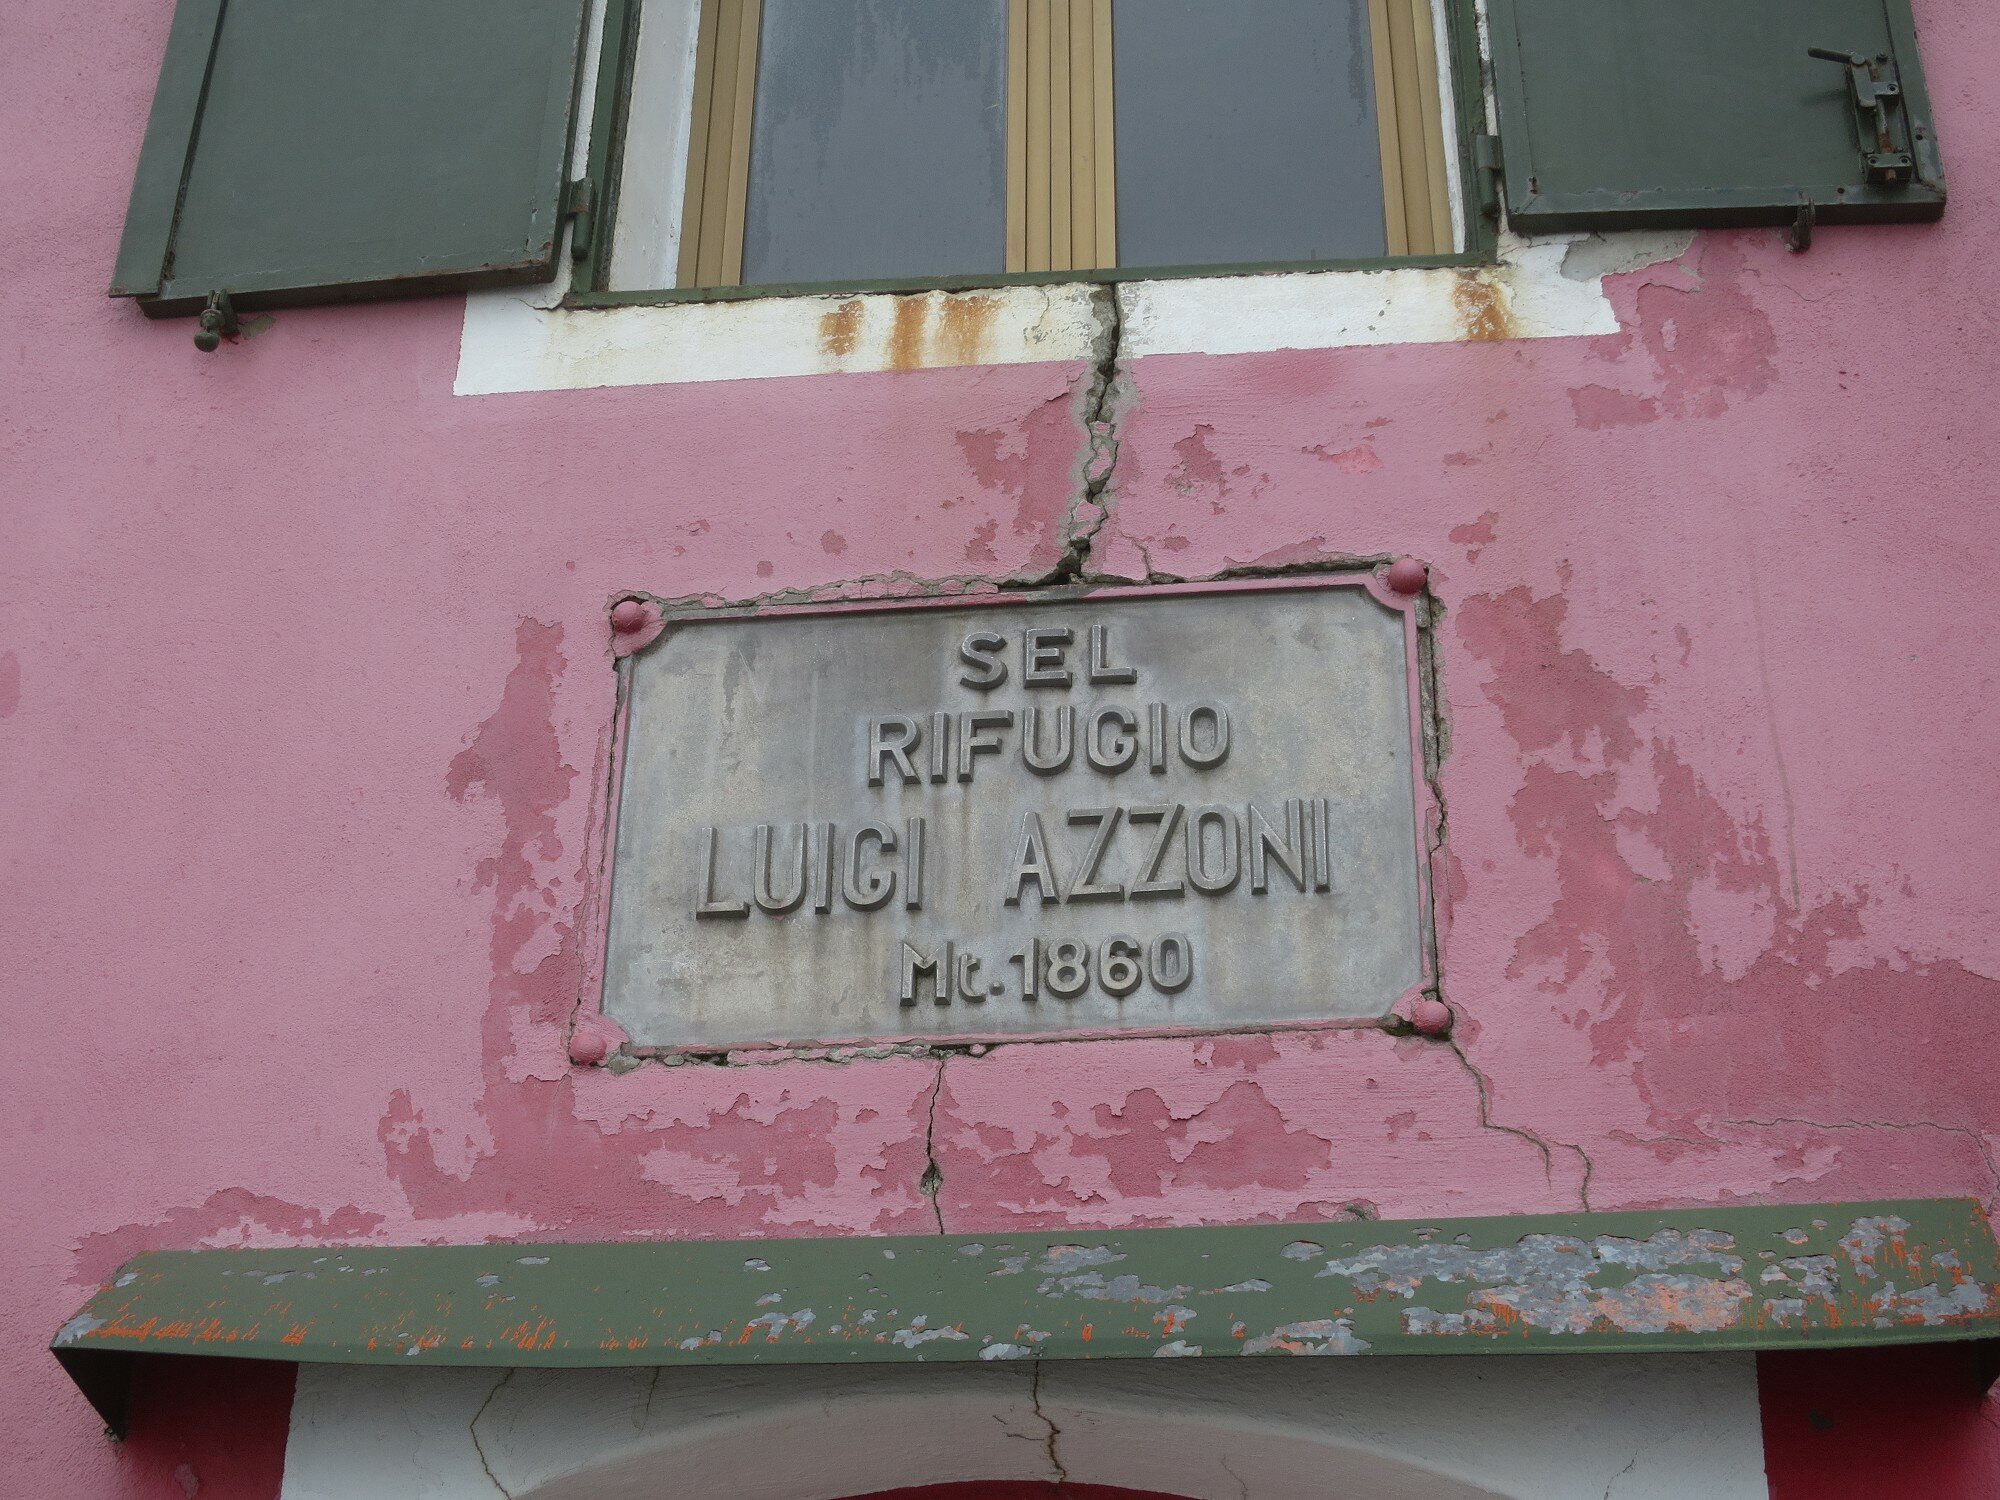 SEL
RIFUGIO
LUIGI AZZONI
Mt. 1860